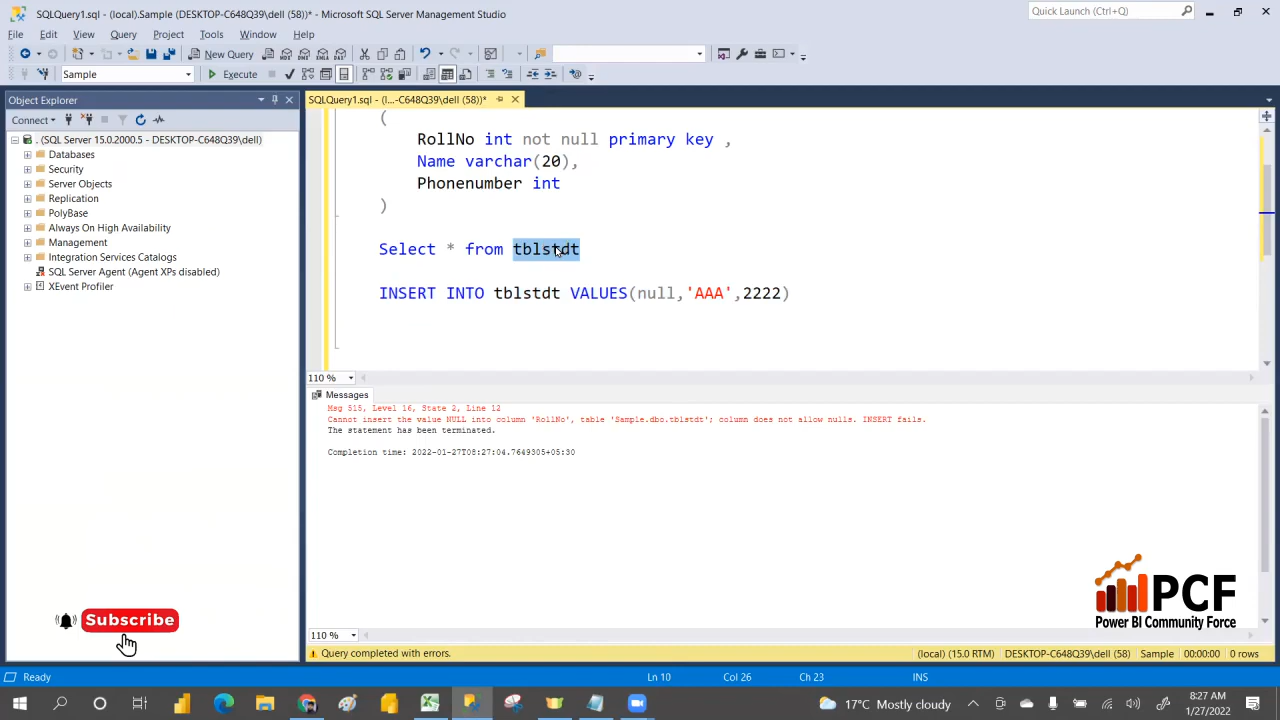 SQLQuery1.sql - (local).Sample (DESKTOP-C648Q39\dell (58))* - Microsoft SQL Server Management Studio
Quick Launch (Ctrl+Q)
File Edit View Query Project Tools Window Help
New Query
Sample
Execute
Object Explorer
SQLQuery1.sql - (l...-C648Q39\dell (58))*
Connect
. (SQL Server 15.0.2000.5 - DESKTOP-C648Q39\dell)
Databases
Security
Server Objects
Replication
PolyBase
Always On High Availability
Management
Integration Services Catalogs
SQL Server Agent (Agent XPs disabled)
XEvent Profiler
(
RollNo int not null primary key ,
Name varchar(20),
Phonenumber int
)
Select * from tblstdt
INSERT INTO tblstdt VALUES(null,'AAA',2222)
110 %
Messages
Msg 515, Level 16, State 2, Line 12
Cannot insert the value NULL into column 'RollNo', table 'Sample.dbo.tblstdt'; column does not allow nulls. INSERT fails.
The statement has been terminated.
Completion time: 2022-01-27T08:27:04.7649305+05:30
PCF
Power BI Community Force
Subscribe
110 %
Query completed with errors.
(local) (15.0 RTM) DESKTOP-C648Q39\dell (58) Sample 00:00:00 0 rows
Ready
Ln 10 Col 26 Ch 23 INS
17°C Mostly cloudy
8:27 AM
1/27/2022